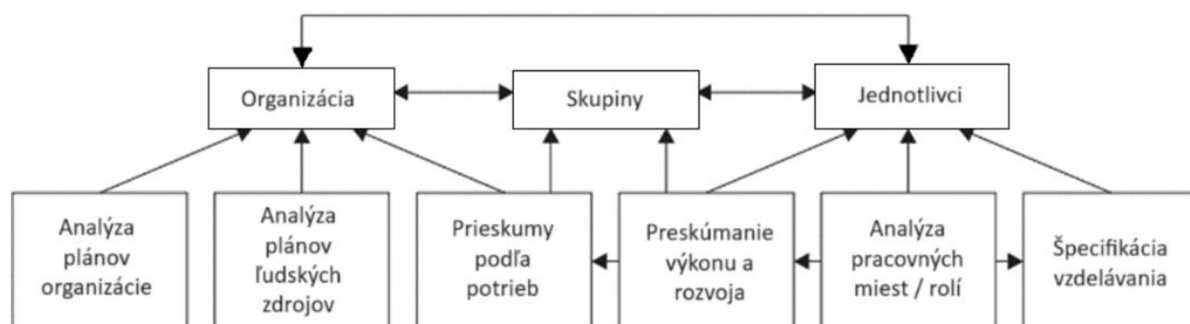 Organizácia
Skupiny
Jednotlivci
Analýza
plánov
organizácie
Analýza
plánov
ľudských
zdrojov
Prieskumy
podľa
potrieb
Preskúmanie
výkonu a
rozvoja
Analýza
pracovných
miest / rolí
Špecifikácia
vzdelávania